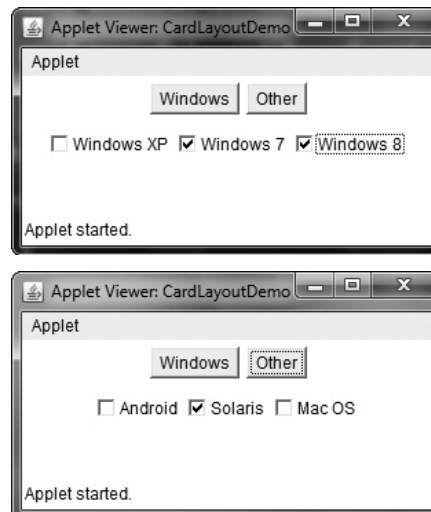 Applet Viewer: CardLayoutDemo
Applet
Windows Other
Windows XP Windows 7 Windows 8
Applet started.
Applet Viewer: CardLayoutDemo
Applet
Windows Other
Android Solaris Mac OS
Applet started.